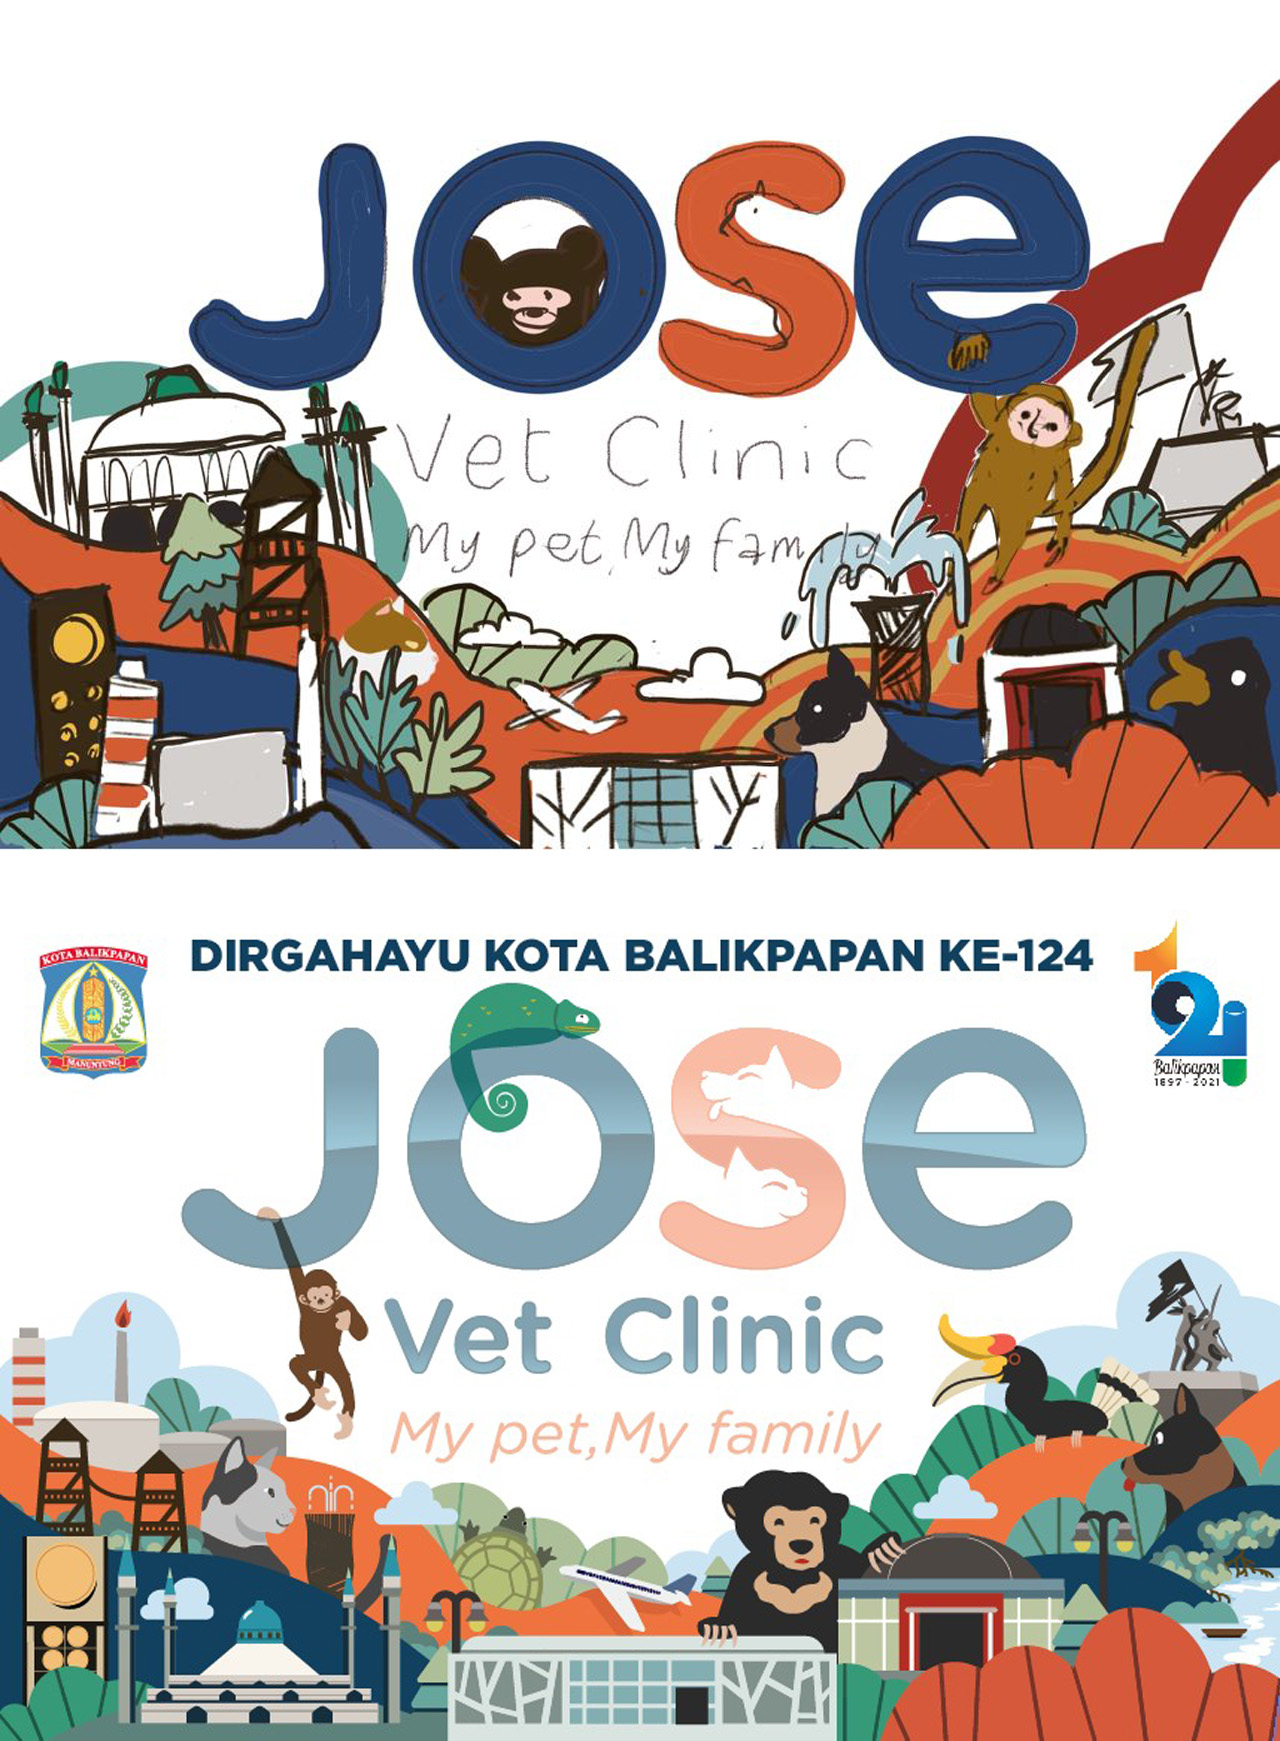 JOSe
Vet Clinic
My pet, My family
DIRGAHAYU KOTA BALIKPAPAN KE-124
KOTA BALIKPAPAN
MANUNTUNG
124
Balikpapan
1897 - 2021
JOSe
Vet Clinic
My pet,My family